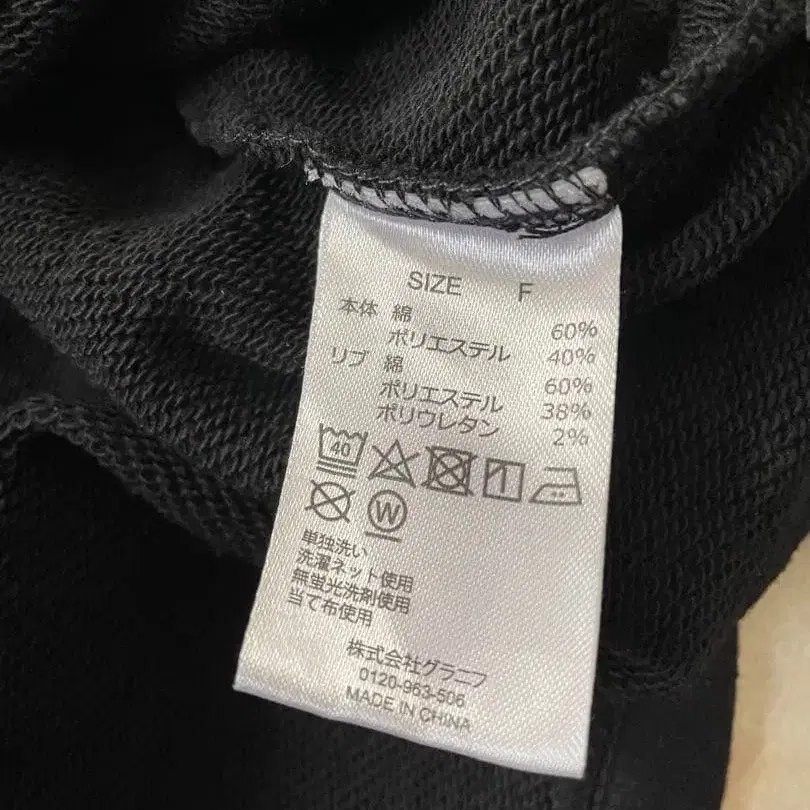 SIZE F
本体 綿 60%
ポリエステル 40%
リブ 綿 60%
ポリエステル 38%
ポリウレタン 2%
40
W
単独洗い
洗濯ネット使用
無蛍光洗剤使用
当て布使用
株式会社グラニフ
0120-963-506
MADE IN CHINA